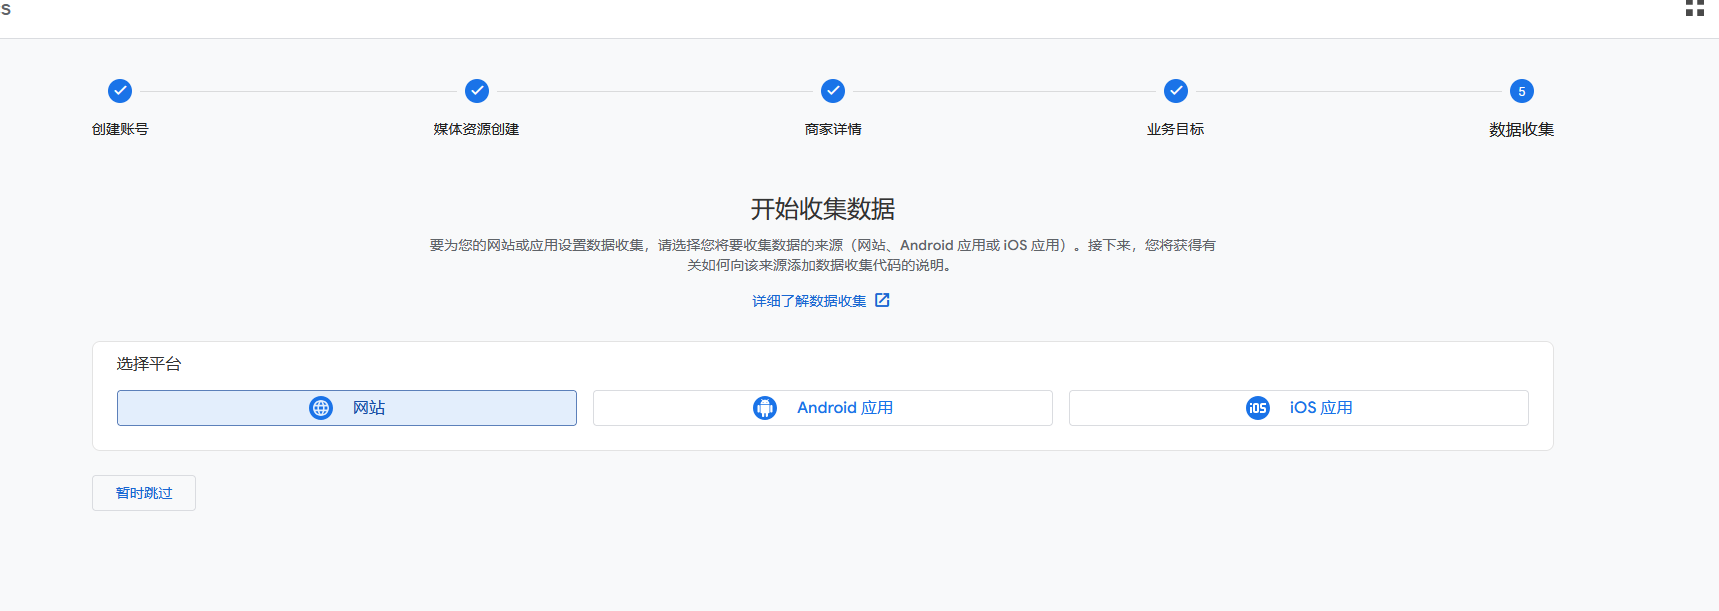 s
创建账号
媒体资源创建
商家详情
业务目标
5
数据收集
开始收集数据
要为您的网站或应用设置数据收集，请选择您将要收集数据的来源（网站、Android 应用或 iOS 应用）。接下来，您将获得有
关如何向该来源添加数据收集代码的说明。
详细了解数据收集
选择平台
网站
Android 应用
iOS
iOS 应用
暂时跳过